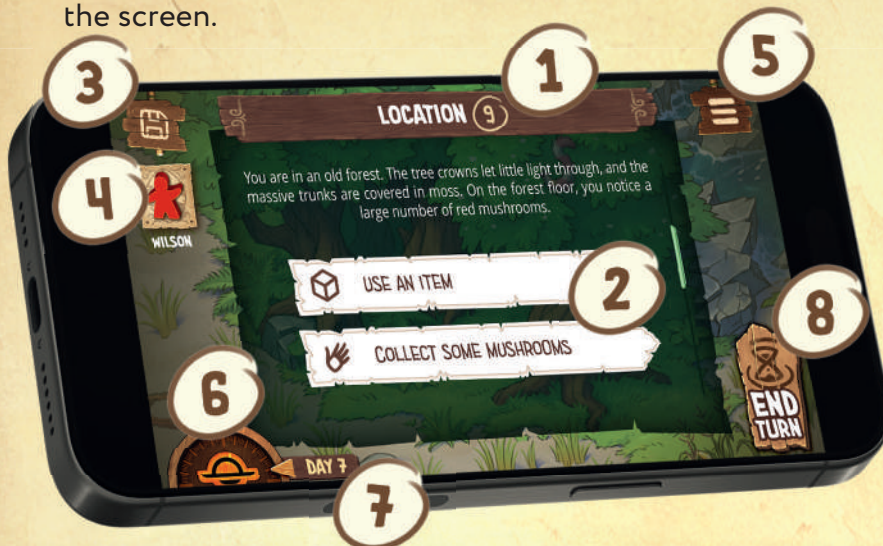 the screen.
3
1
5
LOCATION 9
4
You are in an old forest. The tree crowns let little light through, and the
massive trunks are covered in moss. On the forest floor, you notice a
large number of red mushrooms.
WILSON
USE AN ITEM
2
8
COLLECT SOME MUSHROOMS
6
END
TURN
DAY 7
7